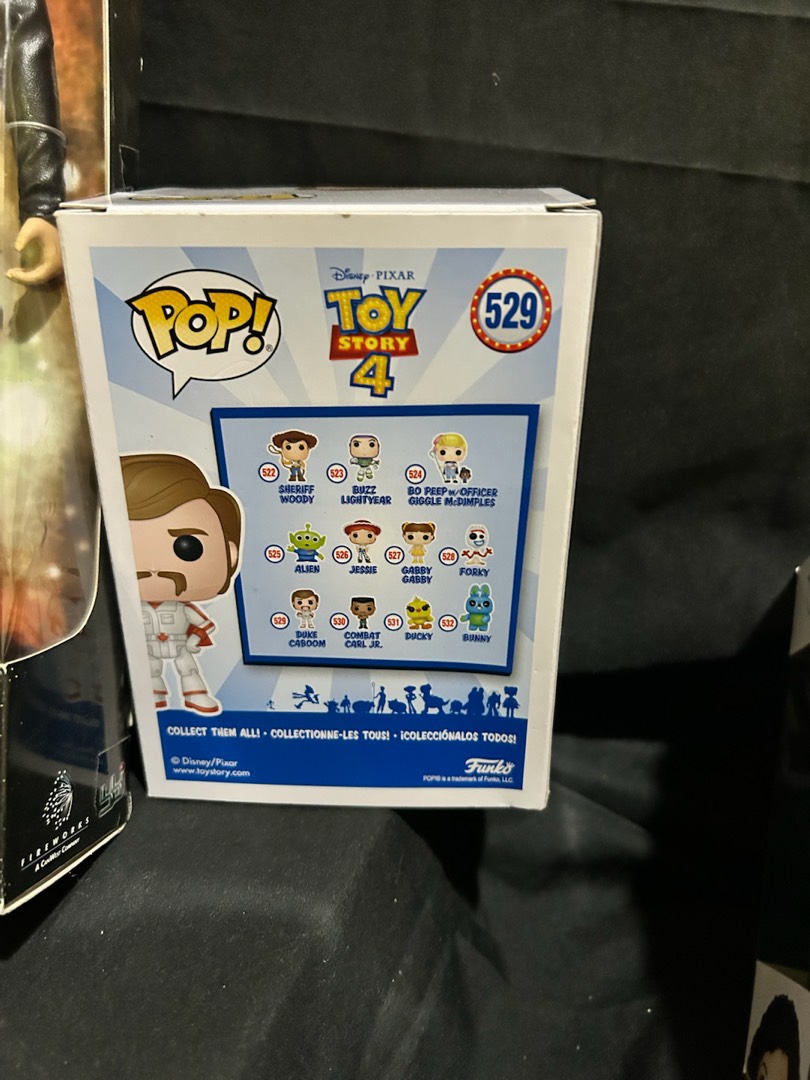 POP!®
Disney · PIXAR
TOY
STORY
4
529
522
SHERIFF
WOODY
523
BUZZ
LIGHTYEAR
524
BO PEEP W/OFFICER
GIGGLE McDIMPLES
525
ALIEN
526
JESSIE
527
GABBY
GABBY
528
FORKY
529
DUKE
CABOOM
530
COMBAT
CARL JR.
531
DUCKY
532
BUNNY
COLLECT THEM ALL! · COLLECTIONNE-LES TOUS! · ¡COLECCIÓNALOS TODOS!
© Disney/Pixar
www.toystory.com
Funko
POP!® is a trademark of Funko, LLC.
FIREWORKS
A CanWest Company